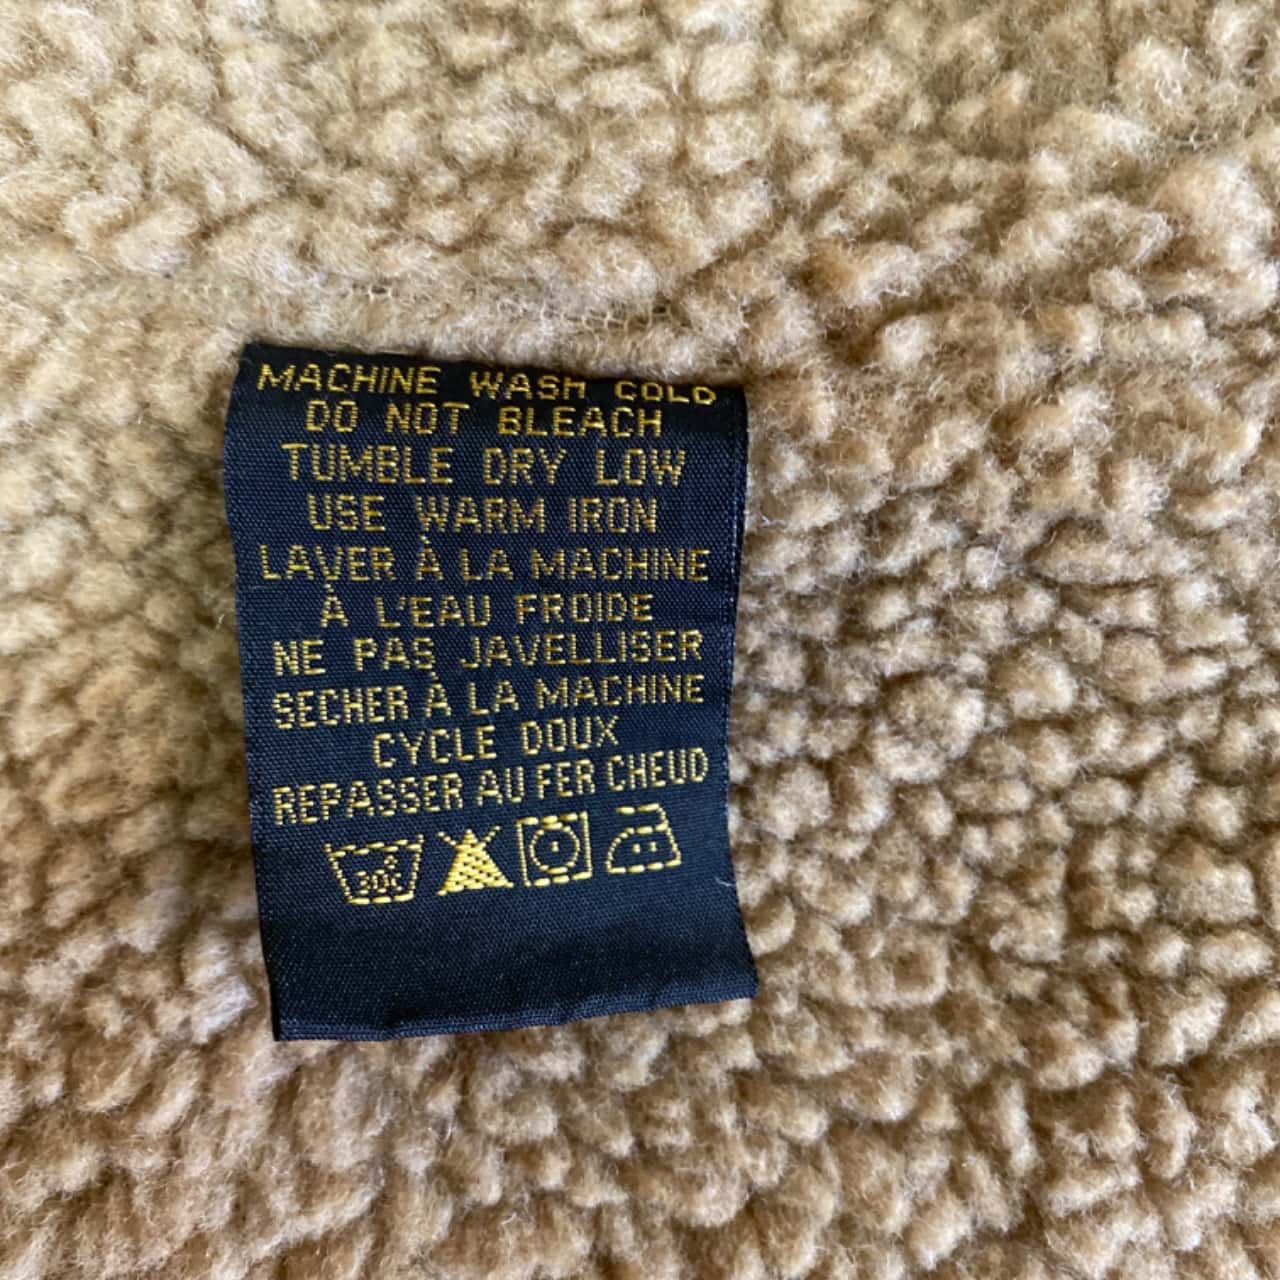 MACHINE WASH COLD
DO NOT BLEACH
TUMBLE DRY LOW
USE WARM IRON
LAVER À LA MACHINE
À L'EAU FROIDE
NE PAS JAVELLISER
SECHER À LA MACHINE
CYCLE DOUX
REPASSER AU FER CHEUD
30C